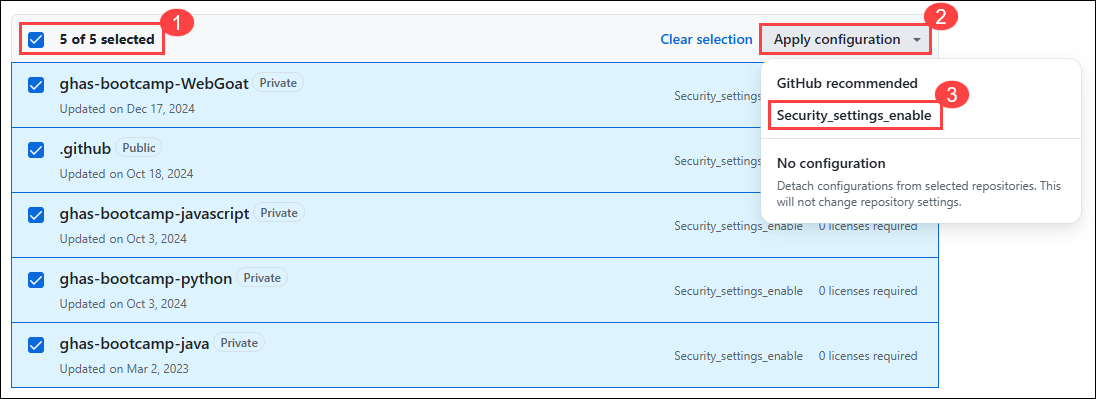 1
5 of 5 selected
Clear selection
2
Apply configuration
ghas-bootcamp-WebGoat Private
Updated on Dec 17, 2024
Security_settings_
GitHub recommended
3
Security_settings_enable
.github Public
Updated on Oct 18, 2024
Security_settings_
No configuration
Detach configurations from selected repositories. This
will not change repository settings.
ghas-bootcamp-javascript Private
Updated on Oct 3, 2024
Security_settings_enable 0 licenses required
ghas-bootcamp-python Private
Updated on Oct 3, 2024
Security_settings_enable 0 licenses required
ghas-bootcamp-java Private
Updated on Mar 2, 2023
Security_settings_enable 0 licenses required